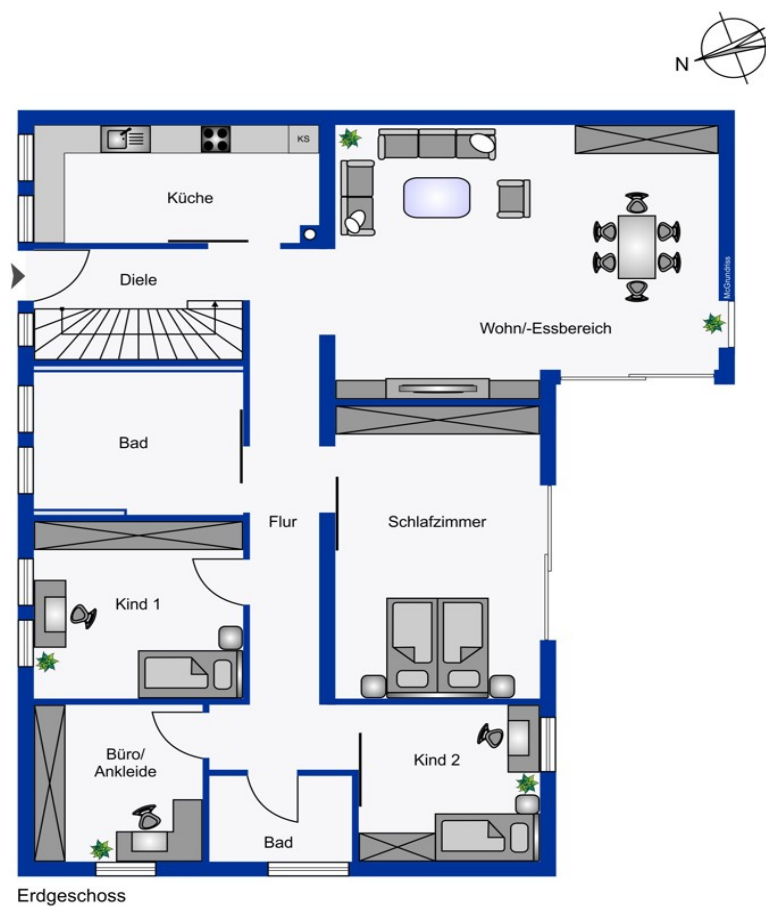 N
KS
Küche
Diele
McGrundriss
Wohn/-Essbereich
Bad
Flur
Schlafzimmer
Kind 1
Büro/
Ankleide
Kind 2
Bad
Erdgeschoss